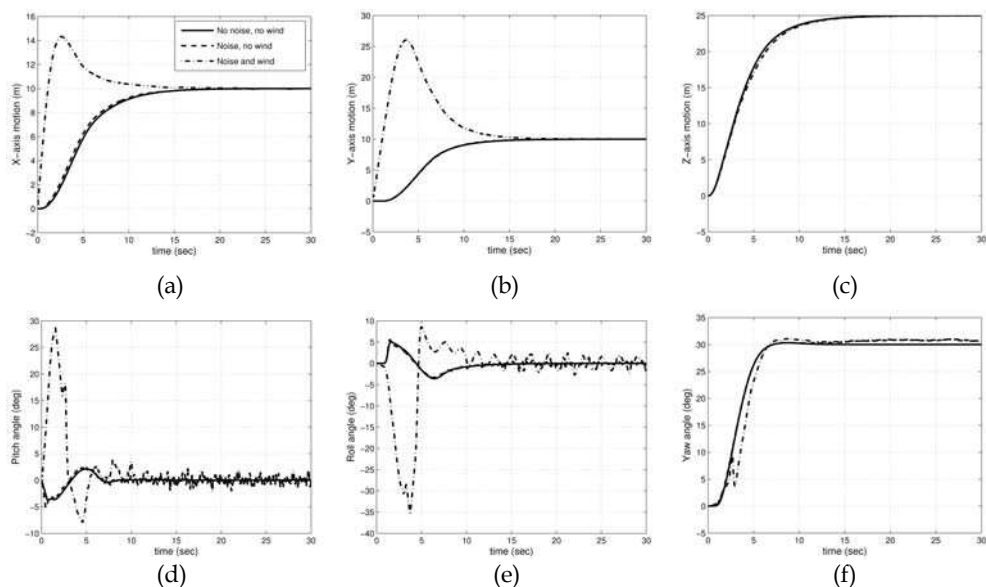 16
14
12
10
8
6
4
2
0
−2
X−axis motion (m)
No noise, no wind
Noise, no wind
Noise and wind
0 5 10 15 20 25 30
time (sec)
(a)
30
25
20
15
10
5
0
−5
Y−axis motion (m)
0 5 10 15 20 25 30
time (sec)
(b)
25
20
15
10
5
0
−5
Z−axis motion (m)
0 5 10 15 20 25 30
time (sec)
(c)
30
25
20
15
10
5
0
−5
−10
Pitch angle (deg)
0 5 10 15 20 25 30
time (sec)
(d)
10
5
0
−5
−10
−15
−20
−25
−30
−35
−40
Roll angle (deg)
0 5 10 15 20 25 30
time (sec)
(e)
35
30
25
20
15
10
5
0
−5
Yaw angle (deg)
0 5 10 15 20 25 30
time (sec)
(f)